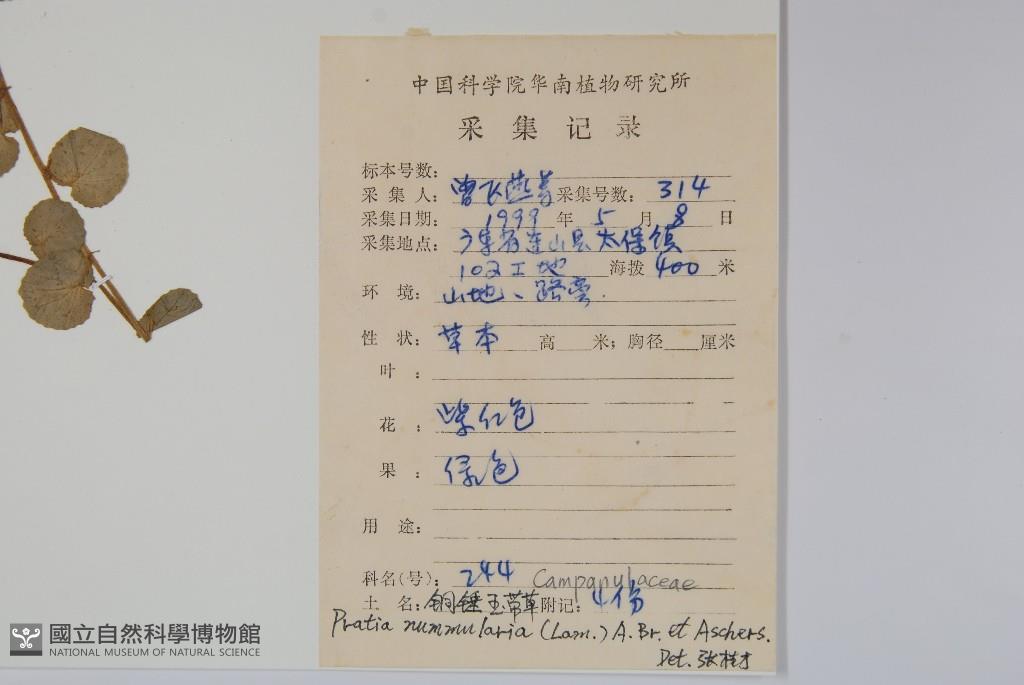 中国科学院华南植物研究所
采集记录
标本号数:
采集人: 曾飞燕等 采集号数: 314
采集日期: 1999 年 5 月 8 日
采集地点: 广东省连山县太保镇
102工地 海拨 400 米
环境: 山地、路旁.
性状: 草本 高 米; 胸径 厘米
叶:
花: 紫红色
果: 绿色
用途:
科名(号): 244 Campanulaceae
土名: 铜锤玉带草 附记: 4份
Pratia nummularia (Lam.) A. Br. et Aschers.
Det. 张桂才
國立自然科學博物館
NATIONAL MUSEUM OF NATURAL SCIENCE